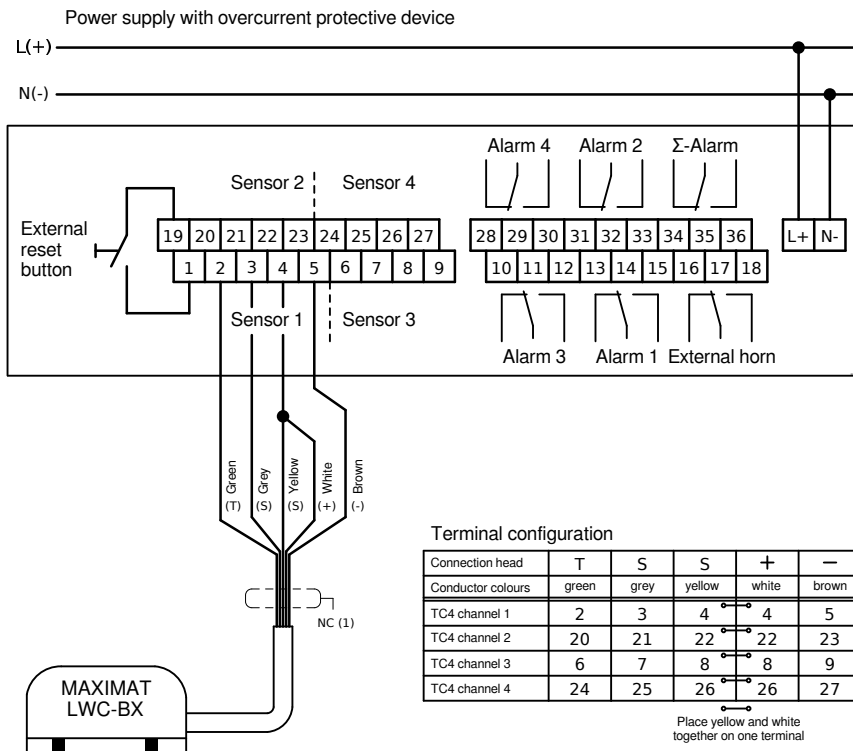 Power supply with overcurrent protective device
L(+)
N(-)
Alarm 4 Alarm 2 Σ-Alarm
Sensor 2 Sensor 4
External
reset
button
19 20 21 22 23 24 25 26 27 28 29 30 31 32 33 34 35 36 L+ N-
1 2 3 4 5 6 7 8 9 10 11 12 13 14 15 16 17 18
Sensor 1 Sensor 3
Alarm 3 Alarm 1 External horn
Green (T)
Grey (S)
Yellow (S)
White (+)
Brown (-)
NC (1)
MAXIMAT
LWC-BX
Terminal configuration
Connection head T S S + −
Conductor colours green grey yellow white brown
TC4 channel 1 2 3 4 4 5
TC4 channel 2 20 21 22 22 23
TC4 channel 3 6 7 8 8 9
TC4 channel 4 24 25 26 26 27
Place yellow and white
together on one terminal